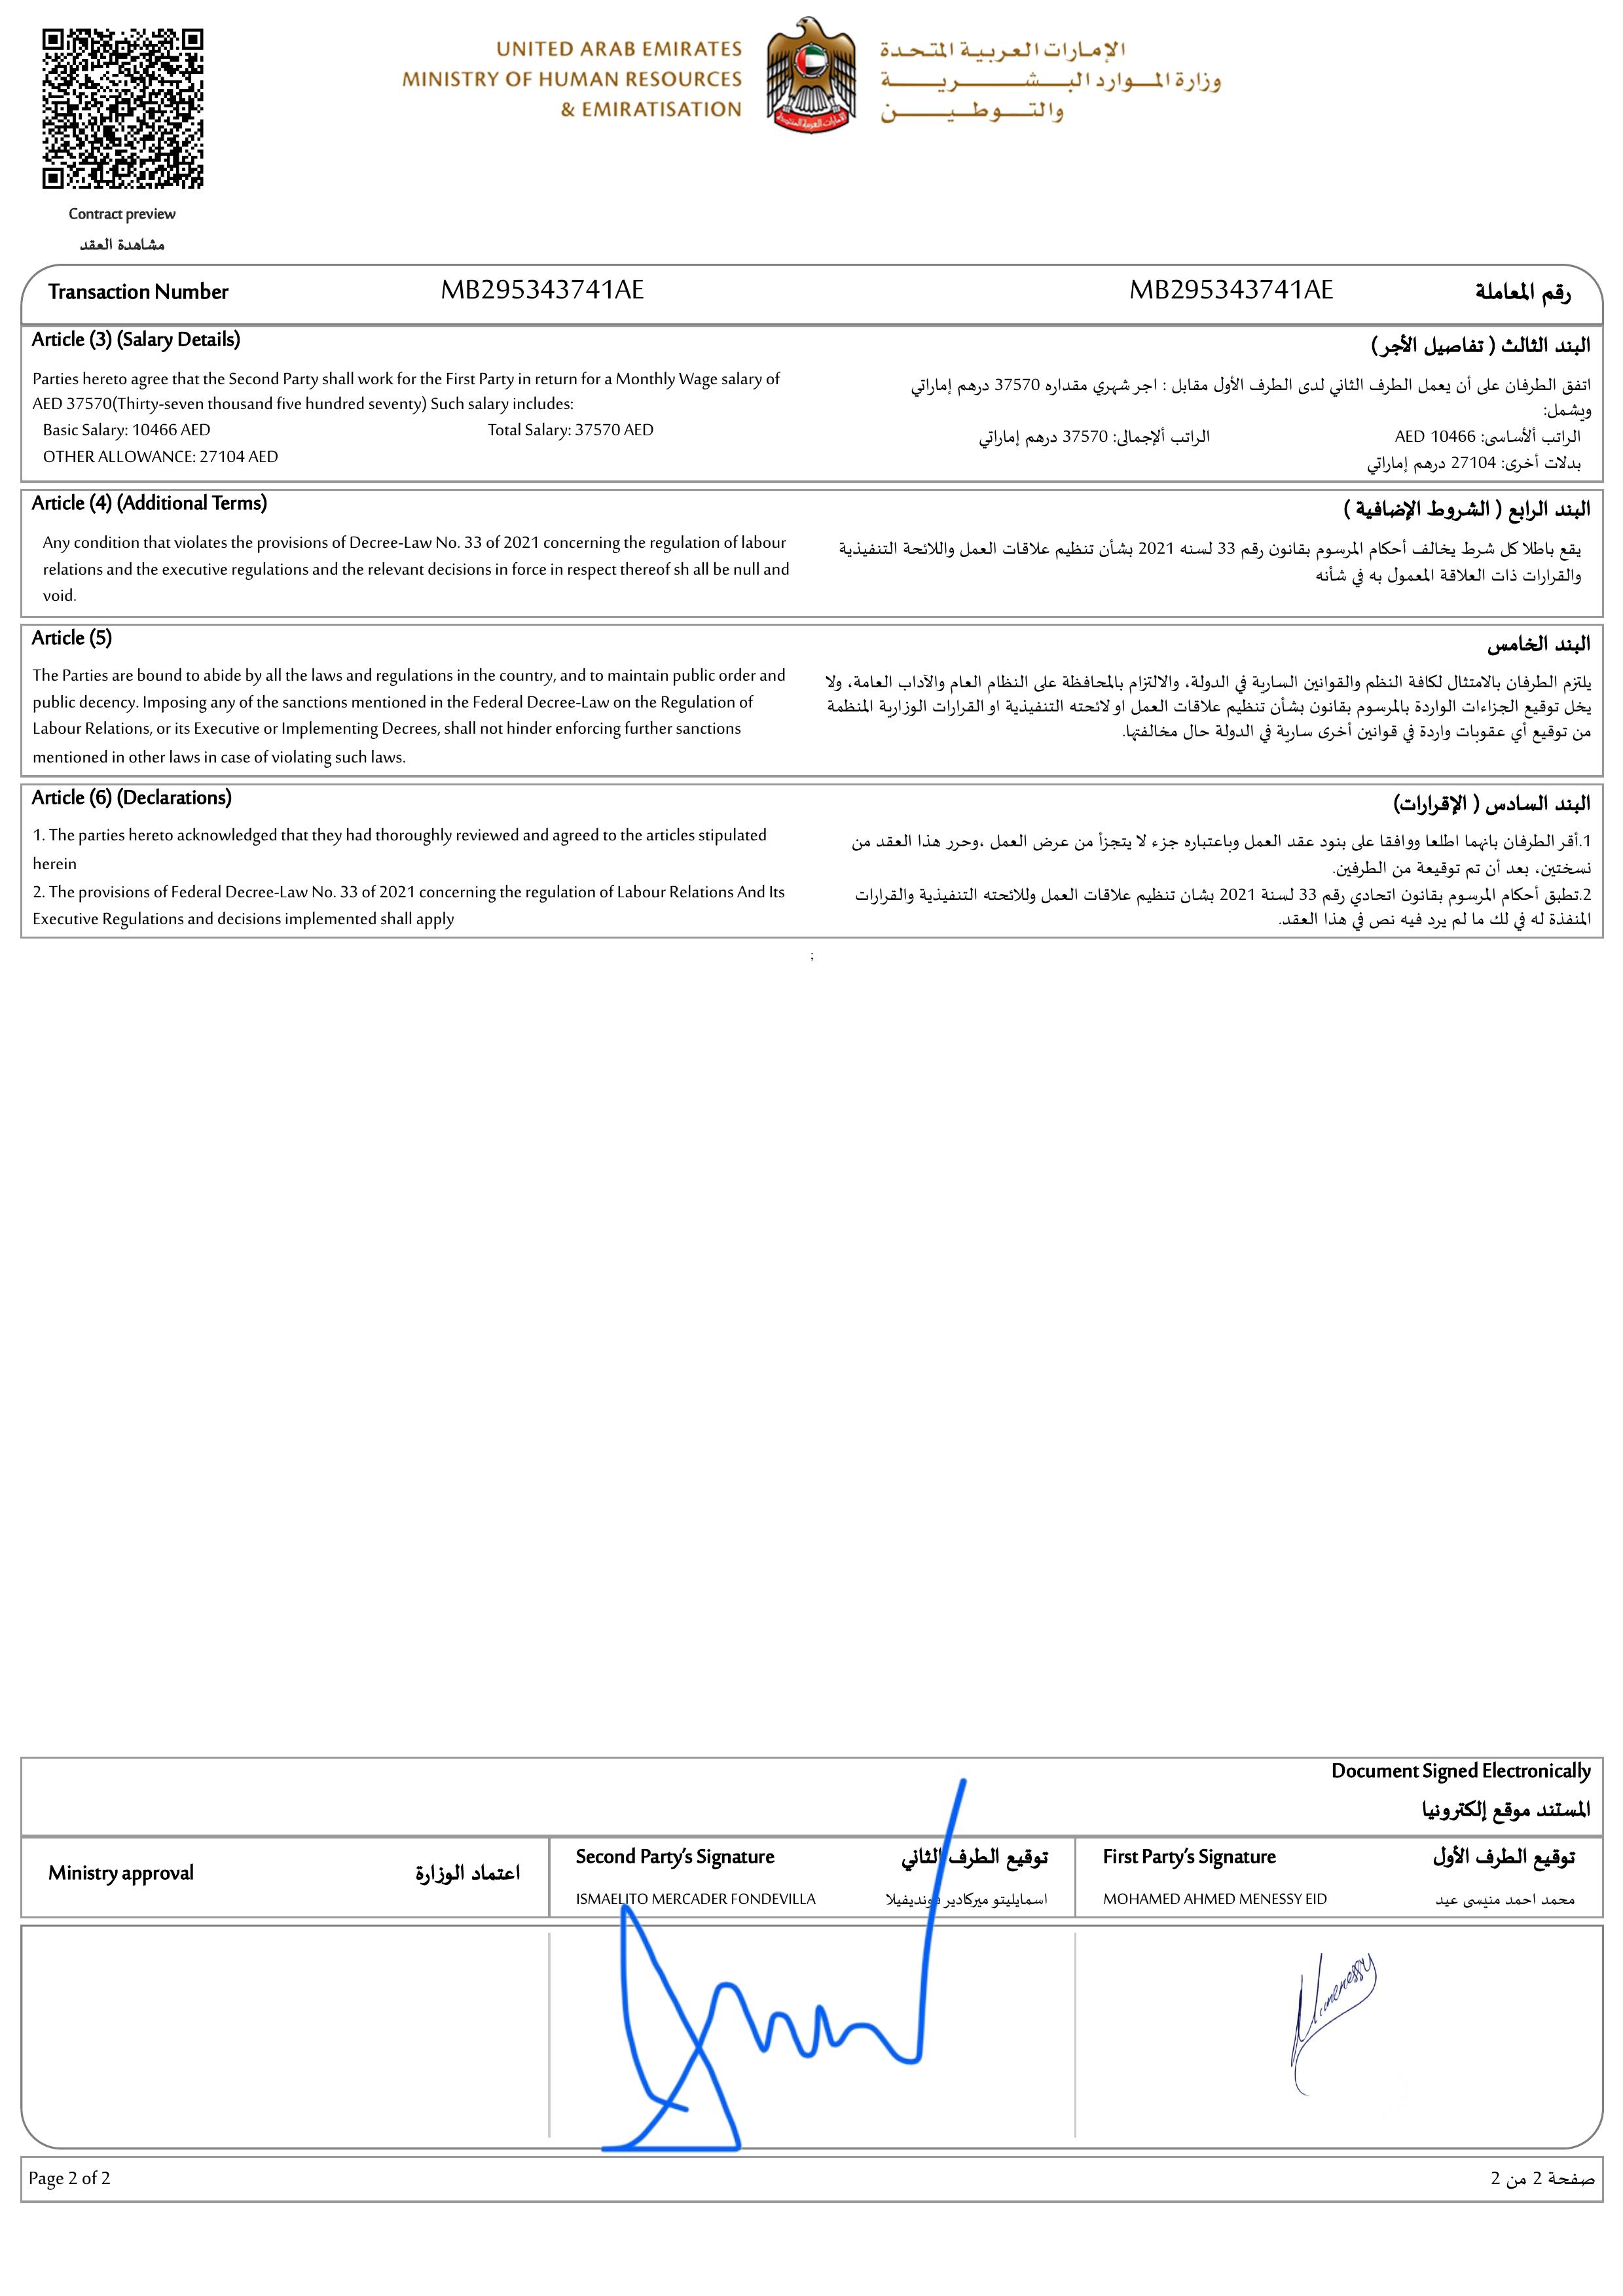 UNITED ARAB EMIRATES
MINISTRY OF HUMAN RESOURCES
& EMIRATISATION
الإمارات العربية المتحدة
وزارة الموارد البشرية
والتوطين
الامارات العربية المتحدة
Contract preview
مشاهدة العقد
Transaction Number MB295343741AE
MB295343741AE رقم المعاملة
Article (3) (Salary Details)
Parties hereto agree that the Second Party shall work for the First Party in return for a Monthly Wage salary of
AED 37570(Thirty-seven thousand five hundred seventy) Such salary includes:
Basic Salary: 10466 AED Total Salary: 37570 AED
OTHER ALLOWANCE: 27104 AED
البند الثالث ( تفاصيل الأجر )
اتفق الطرفان على أن يعمل الطرف الثاني لدى الطرف الأول مقابل : اجر شهري مقداره 37570 درهم إماراتي
ويشمل:
الراتب ألأساسى: 10466 AED الراتب ألإجمالى: 37570 درهم إماراتي
بدلات أخرى: 27104 درهم إماراتي
Article (4) (Additional Terms)
Any condition that violates the provisions of Decree-Law No. 33 of 2021 concerning the regulation of labour
relations and the executive regulations and the relevant decisions in force in respect thereof sh all be null and
void.
البند الرابع ( الشروط الإضافية )
يقع باطلا كل شرط يخالف أحكام المرسوم بقانون رقم 33 لسنه 2021 بشأن تنظيم علاقات العمل واللائحة التنفيذية
والقرارات ذات العلاقة المعمول به في شأنه
Article (5)
The Parties are bound to abide by all the laws and regulations in the country, and to maintain public order and
public decency. Imposing any of the sanctions mentioned in the Federal Decree-Law on the Regulation of
Labour Relations, or its Executive or Implementing Decrees, shall not hinder enforcing further sanctions
mentioned in other laws in case of violating such laws.
البند الخامس
يلتزم الطرفان بالامتثال لكافة النظم والقوانين السارية في الدولة، والالتزام بالمحافظة على النظام العام والآداب العامة، ولا
يخل توقيع الجزاءات الواردة بالمرسوم بقانون بشأن تنظيم علاقات العمل او لائحته التنفيذية او القرارات الوزارية المنظمة
من توقيع أي عقوبات واردة في قوانين أخرى سارية في الدولة حال مخالفتها.
Article (6) (Declarations)
1. The parties hereto acknowledged that they had thoroughly reviewed and agreed to the articles stipulated
herein
2. The provisions of Federal Decree-Law No. 33 of 2021 concerning the regulation of Labour Relations And Its
Executive Regulations and decisions implemented shall apply
البند السادس ( الإقرارات)
1.أقر الطرفان بانهما اطلعا ووافقا على بنود عقد العمل وباعتباره جزء لا يتجزأ من عرض العمل ،وحرر هذا العقد من
نسختين، بعد أن تم توقيعة من الطرفين.
2.تطبق أحكام المرسوم بقانون اتحادي رقم 33 لسنة 2021 بشان تنظيم علاقات العمل وللائحته التنفيذية والقرارات
المنفذة له في لك ما لم يرد فيه نص في هذا العقد.
;
Document Signed Electronically
المستند موقع إلكترونيا
Ministry approval اعتماد الوزارة
Second Party's Signature توقيع الطرف الثاني
ISMAELITO MERCADER FONDEVILLA اسمايليتو ميركادير فونديفيلا
First Party's Signature توقيع الطرف الأول
MOHAMED AHMED MENESSY EID محمد احمد منيسى عيد
Menessy
Page 2 of 2 صفحة 2 من 2